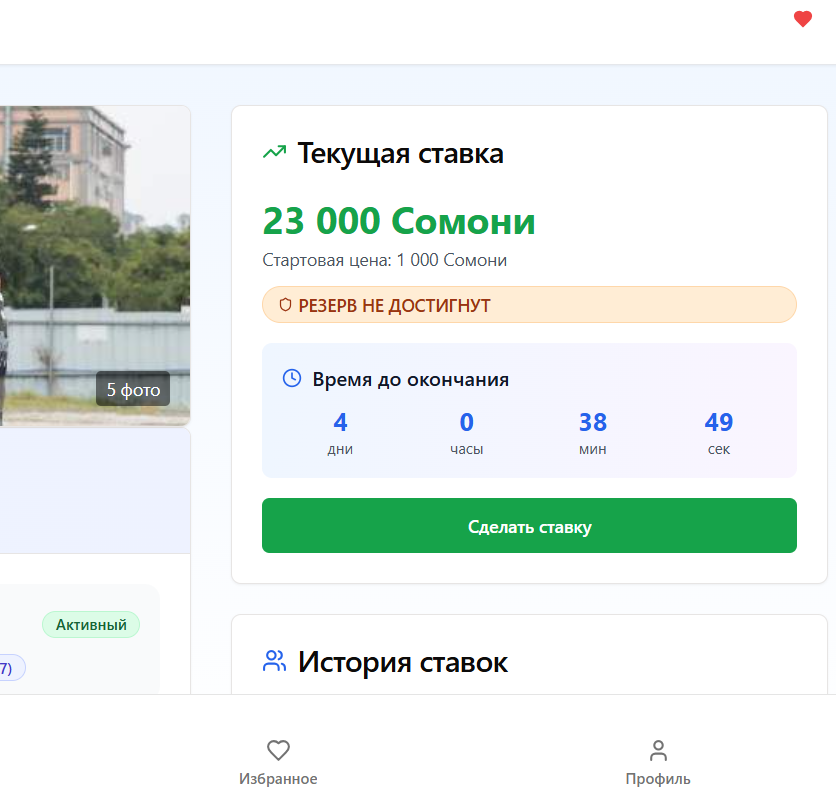 Текущая ставка
23 000 Сомони
Стартовая цена: 1 000 Сомони
РЕЗЕРВ НЕ ДОСТИГНУТ
5 фото
Время до окончания
4 0 38 49
дни часы мин сек
Сделать ставку
Активный
7)
История ставок
Избранное Профиль